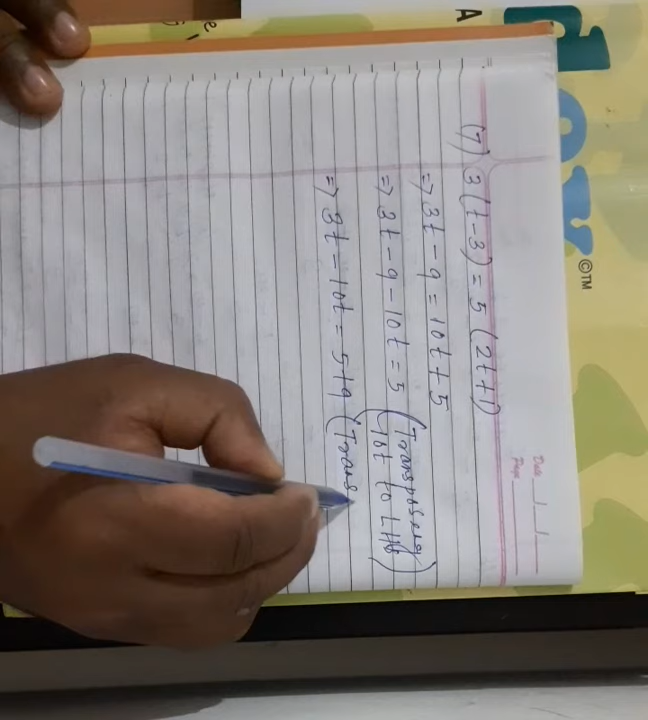 Date
Page
(7) 3(t-3) = 5(2t+1)
⇒ 3t - 9 = 10t + 5
⇒ 3t - 9 - 10t = 5 (Transposing
10t to LHS)
⇒ 3t - 10t = 5+9 (Trans
A
©TM